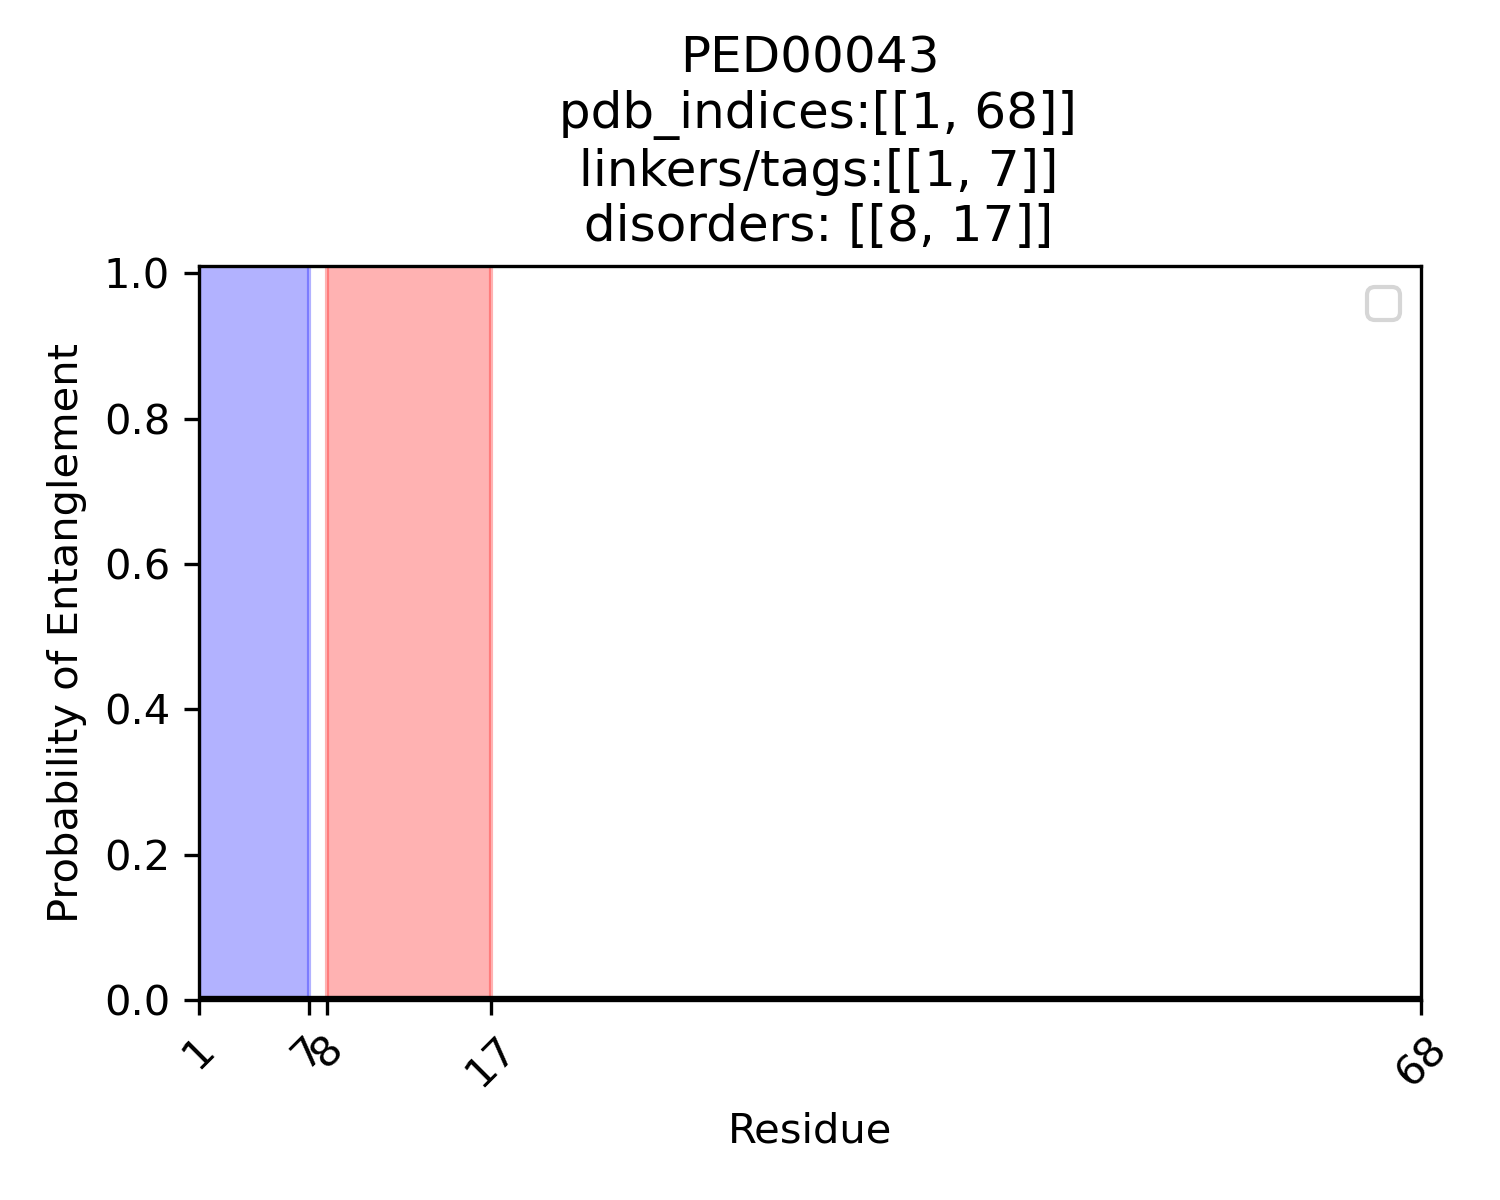 PED00043
pdb_indices:[[1, 68]]
linkers/tags:[[1, 7]]
disorders: [[8, 17]]
Probability of Entanglement
1.0
0.8
0.6
0.4
0.2
0.0
1
7
8
17
68
Residue